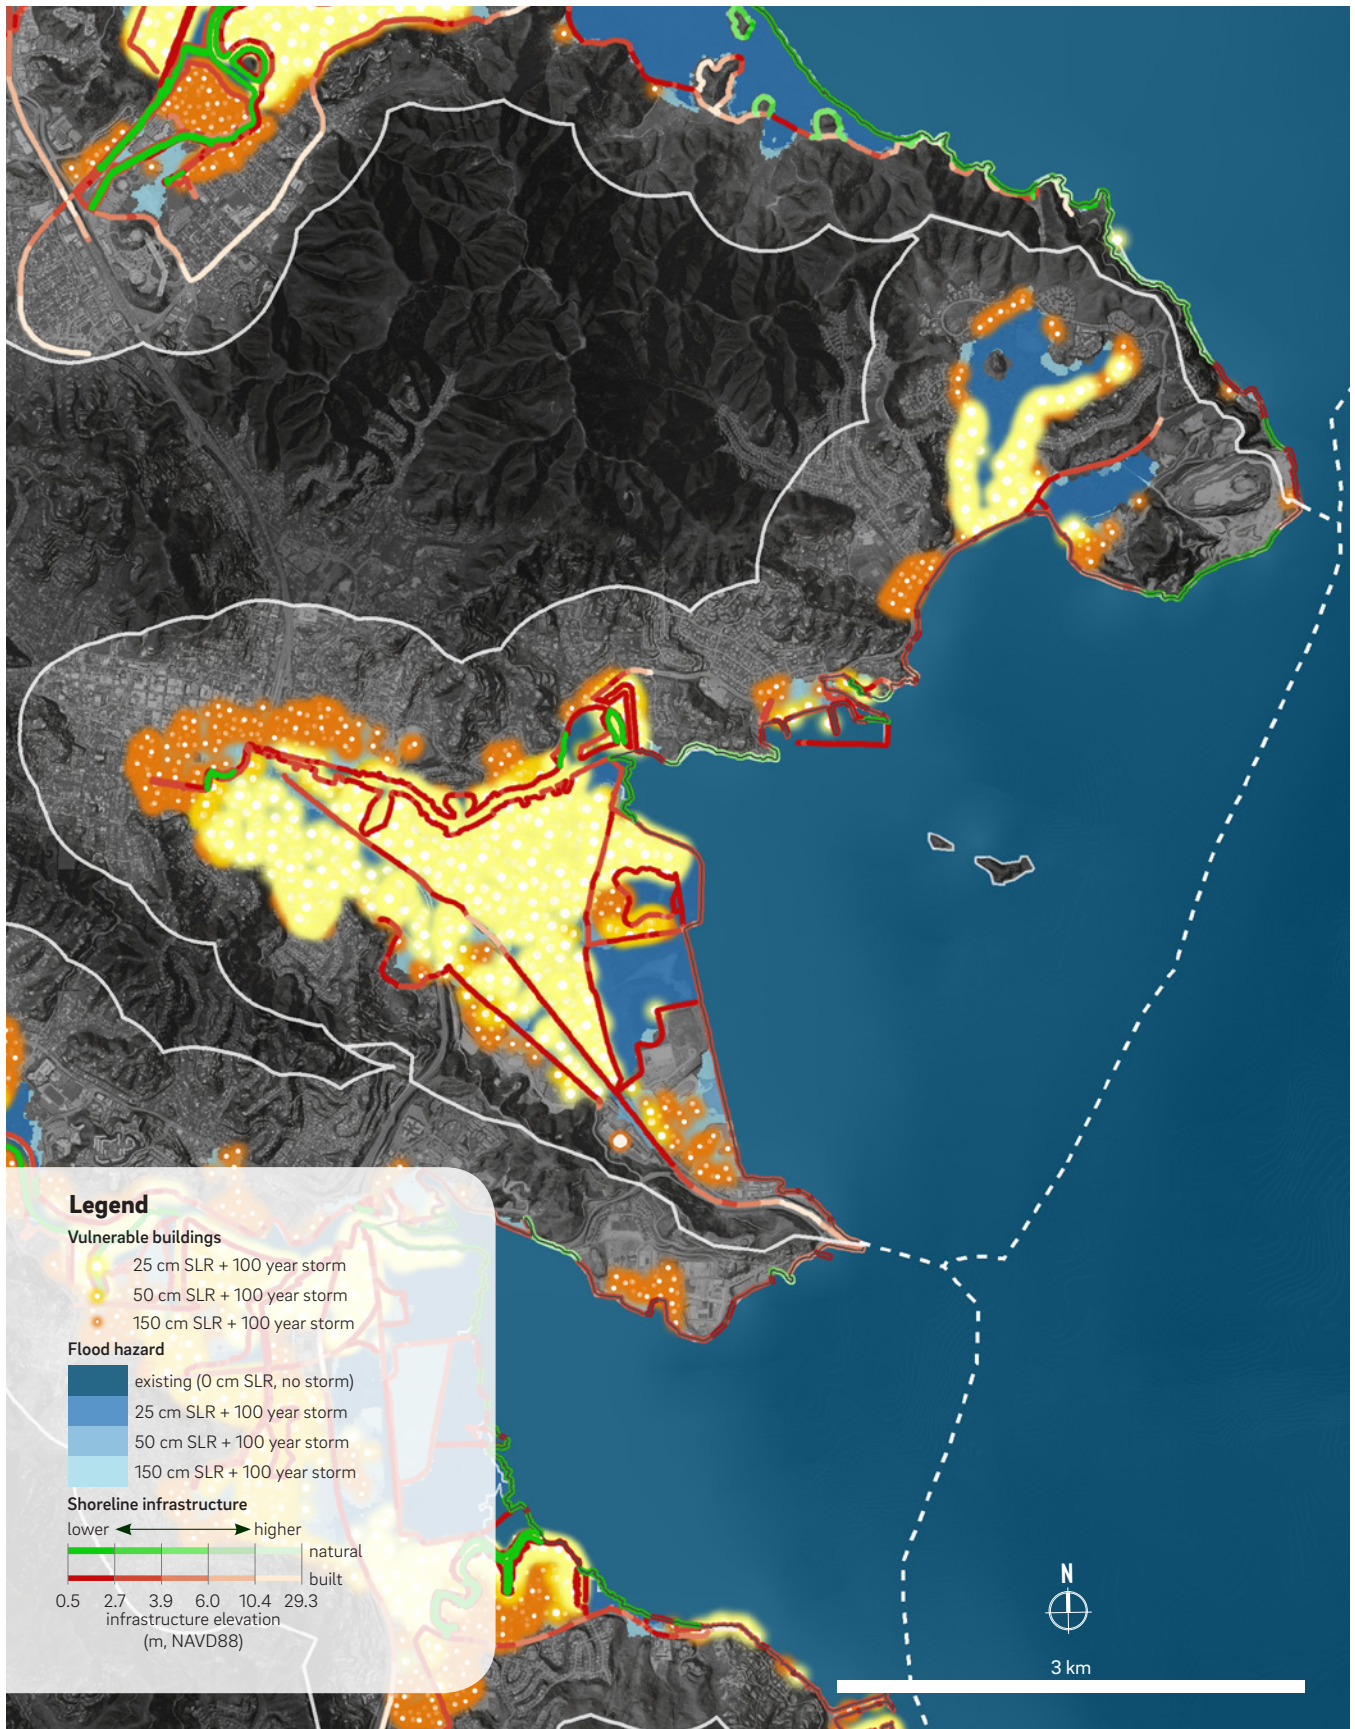 Legend
Vulnerable buildings
25 cm SLR + 100 year storm
50 cm SLR + 100 year storm
150 cm SLR + 100 year storm
Flood hazard
existing (0 cm SLR, no storm)
25 cm SLR + 100 year storm
50 cm SLR + 100 year storm
150 cm SLR + 100 year storm
Shoreline infrastructure
lower higher
natural
built
0.5 2.7 3.9 6.0 10.4 29.3
infrastructure elevation
(m, NAVD88)
N
3 km